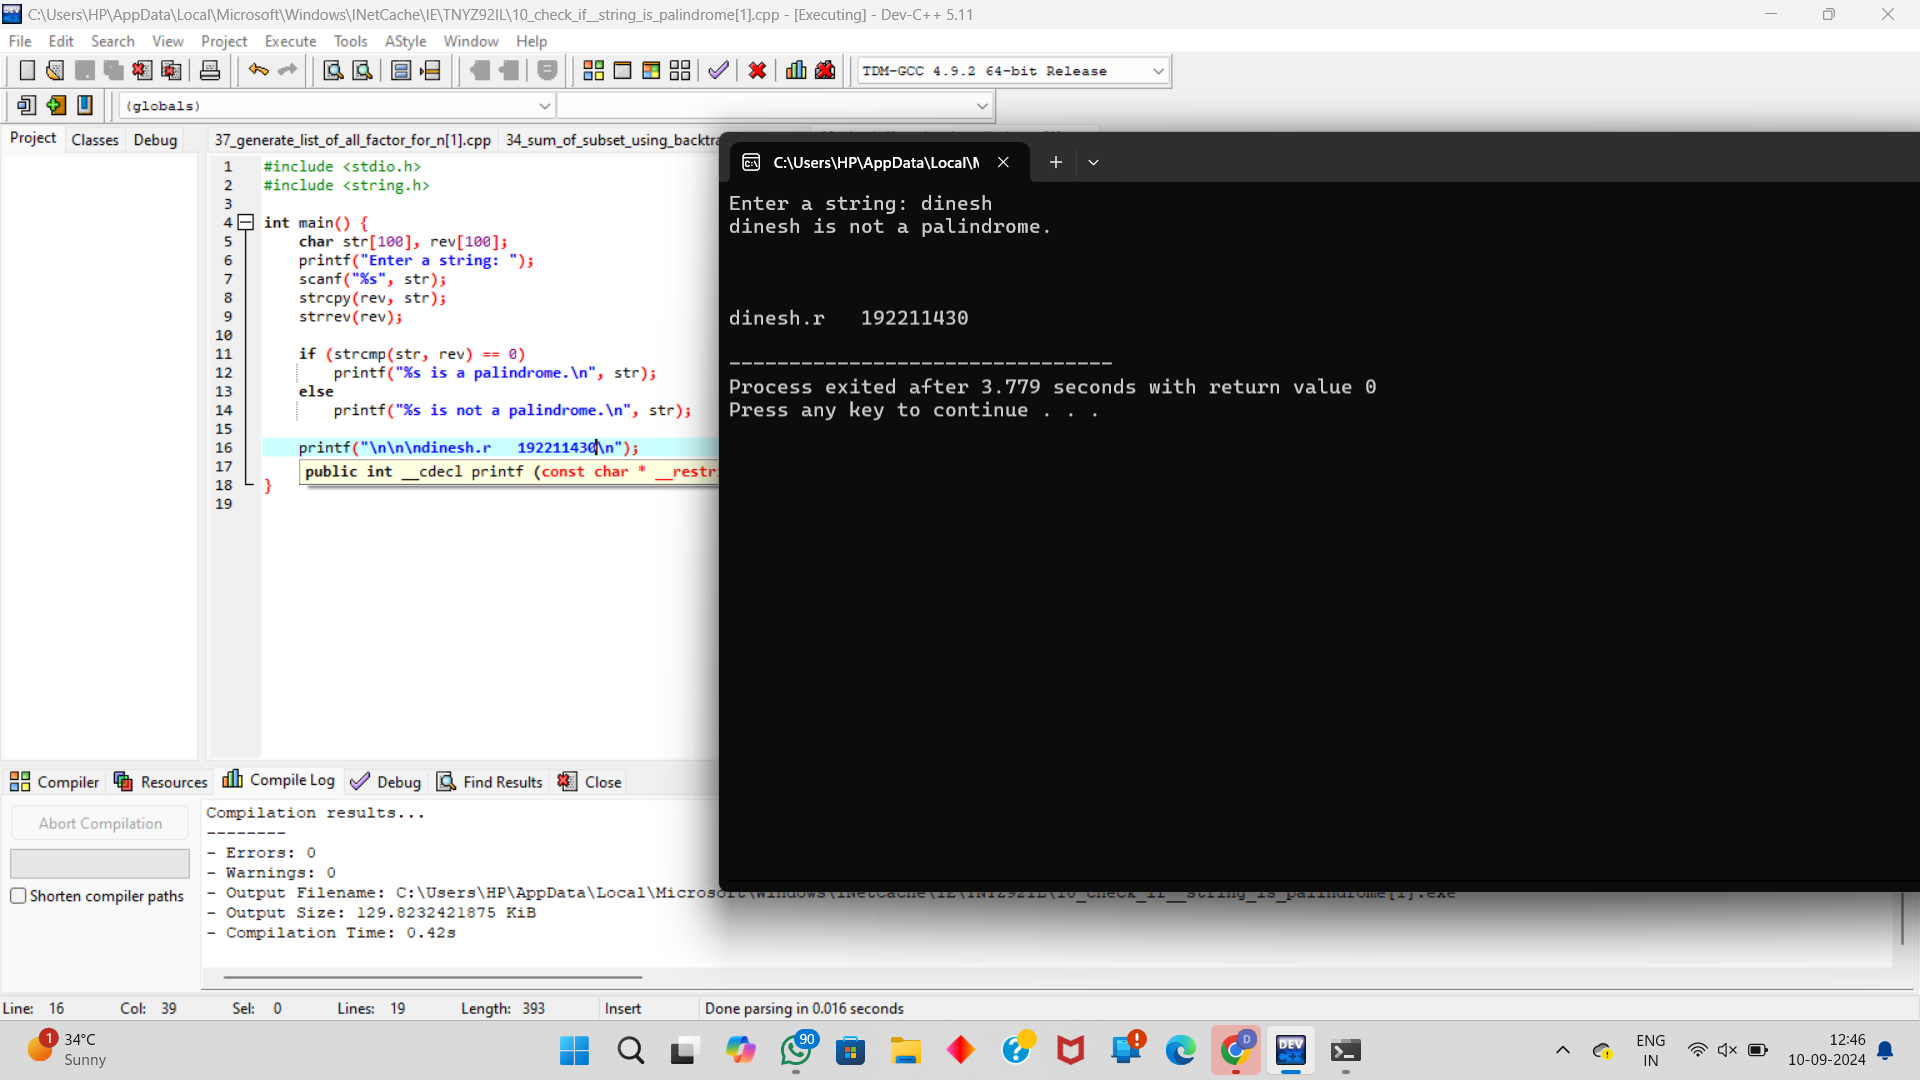 C:\Users\HP\AppData\Local\Microsoft\Windows\INetCache\IE\TNYZ92IL\10_check_if__string_is_palindrome[1].cpp - [Executing] - Dev-C++ 5.11
File Edit Search View Project Execute Tools AStyle Window Help
TDM-GCC 4.9.2 64-bit Release
(globals)
Project Classes Debug
37_generate_list_of_all_factor_for_n[1].cpp 34_sum_of_subset_using_backtra
1 #include <stdio.h>
2 #include <string.h>
3
4 int main() {
5 char str[100], rev[100];
6 printf("Enter a string: ");
7 scanf("%s", str);
8 strcpy(rev, str);
9 strrev(rev);
10
11 if (strcmp(str, rev) == 0)
12 printf("%s is a palindrome.\n", str);
13 else
14 printf("%s is not a palindrome.\n", str);
15
16 printf("\n\n\ndinesh.r   192211430\n");
17 public int __cdecl printf (const char * __restr
18 }
19
C:\Users\HP\AppData\Local\M
Enter a string: dinesh
dinesh is not a palindrome.
dinesh.r   192211430
--------------------------------
Process exited after 3.779 seconds with return value 0
Press any key to continue . . .
Compiler Resources Compile Log Debug Find Results Close
Abort Compilation
Shorten compiler paths
Compilation results...
--------
- Errors: 0
- Warnings: 0
- Output Filename: C:\Users\HP\AppData\Local\Microsoft\Windows\INetCache\IE\TNYZ92IL\10_check_if__string_is_palindrome[1].exe
- Output Size: 129.8232421875 KiB
- Compilation Time: 0.42s
Line: 16 Col: 39 Sel: 0 Lines: 19 Length: 393 Insert Done parsing in 0.016 seconds
1
34°C
Sunny
90
D
DEV
C++
ENG
IN
12:46
10-09-2024